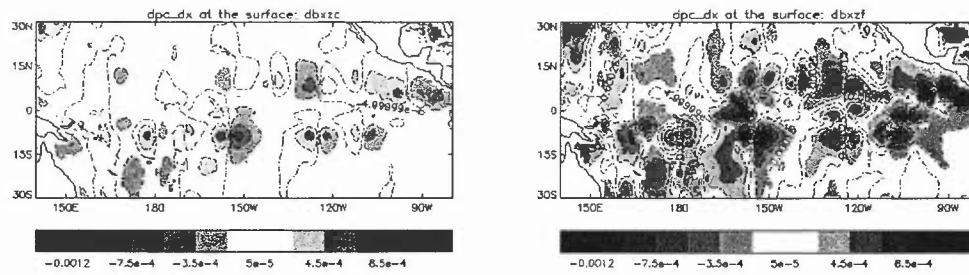 dpc_dx at the surface: dbxzc
30N
15N
0
15S
30S
150E 180 150W 120W 90W
-0.0012 -7.5e-4 -3.5e-4 5e-5 4.5e-4 8.5e-4
dpc_dx at the surface: dbxzf
30N
15N
0
15S
30S
150E 180 150W 120W 90W
-0.0012 -7.5e-4 -3.5e-4 5e-5 4.5e-4 8.5e-4